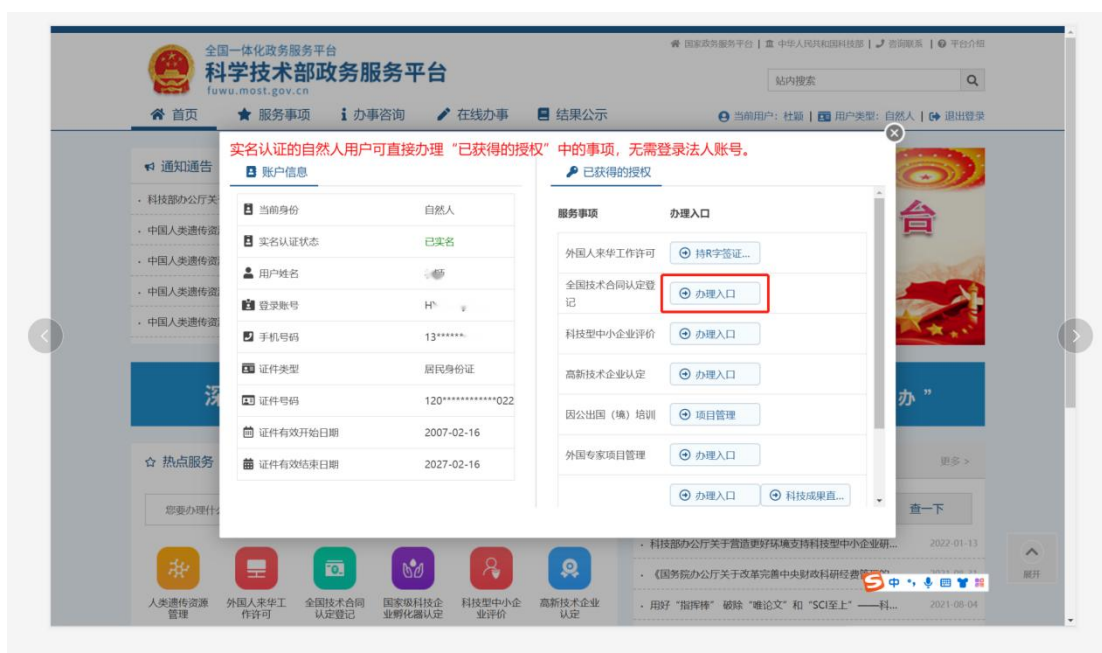 全国一体化政务服务平台
科学技术部政务服务平台
fuwu.most.gov.cn
国家政务服务平台 | 中华人民共和国科技部 | 咨询联系 | 平台介绍
站内搜索
首页 服务事项 办事咨询 在线办事 结果公示
当前用户：杜颖 | 用户类型：自然人 | 退出登录
实名认证的自然人用户可直接办理“已获得的授权”中的事项，无需登录法人账号。
通知通告
· 科技部办公厅关
· 中国人类遗传资
· 中国人类遗传资
· 中国人类遗传资
· 中国人类遗传资
账户信息
当前身份 自然人
实名认证状态 已实名
用户姓名
登录账号 H
手机号码 13******
证件类型 居民身份证
证件号码 120************022
证件有效开始日期 2007-02-16
证件有效结束日期 2027-02-16
已获得的授权
服务事项 办理入口
外国人来华工作许可 持R字签证...
全国技术合同认定登
记
办理入口
科技型中小企业评价 办理入口
高新技术企业认定 办理入口
因公出国（境）培训 项目管理
外国专家项目管理 办理入口
办理入口 科技成果直...
台
深
办”
热点服务
更多 >
您要办理什么
查一下
人类遗传资源
管理
外国人来华工
作许可
全国技术合同
认定登记
国家级科技企
业孵化器认定
科技型中小企
业评价
高新技术企业
认定
· 科技部办公厅关于营造更好环境支持科技型中小企业研... 2022-01-13
· 《国务院办公厅关于改革完善中央财政科研经费
· 用好“指挥棒” 破除“唯论文”和“SCI至上”——科... 2021-08-04
中
展开